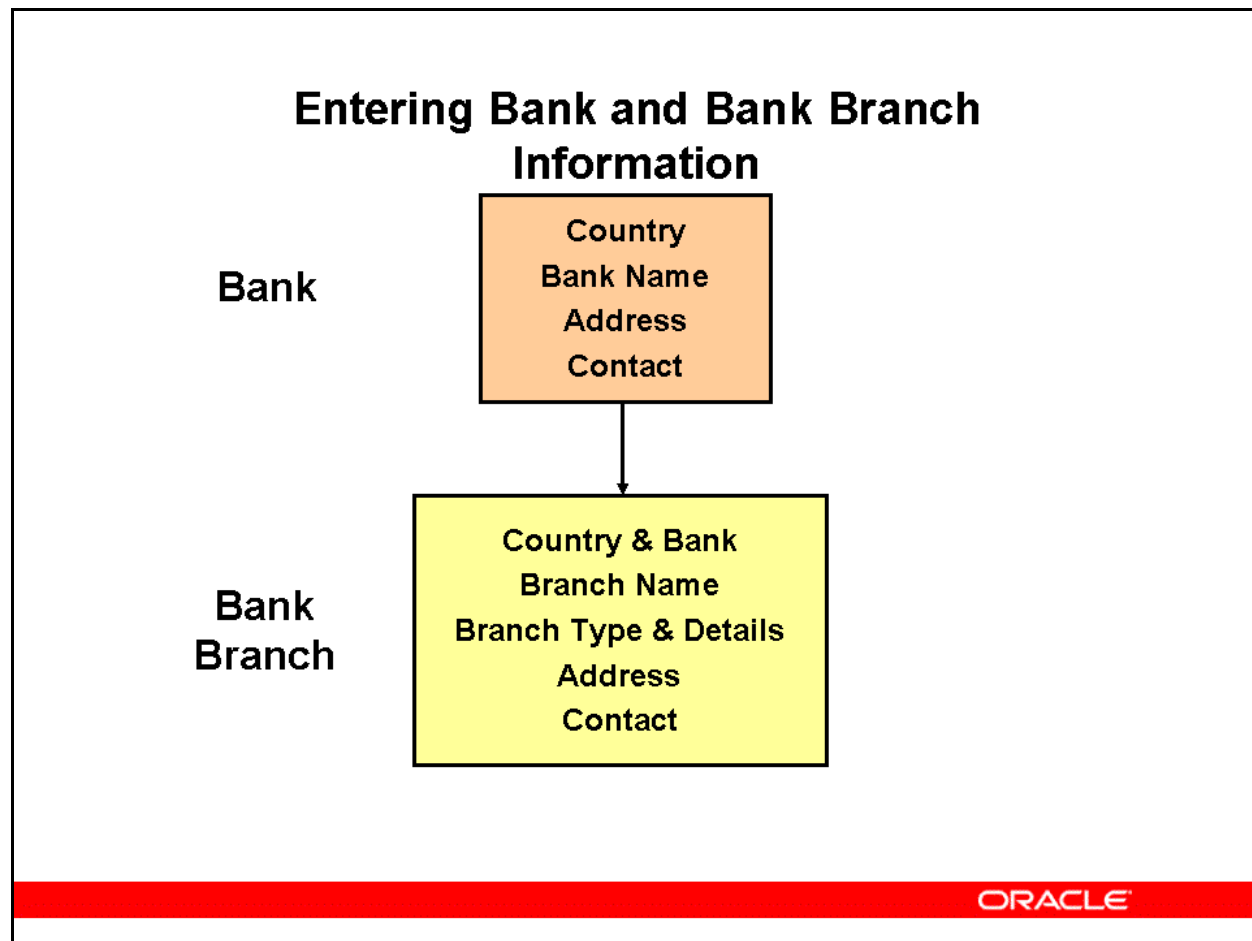 Entering Bank and Bank Branch
Information
Bank
Country
Bank Name
Address
Contact
Bank
Branch
Country & Bank
Branch Name
Branch Type & Details
Address
Contact
ORACLE